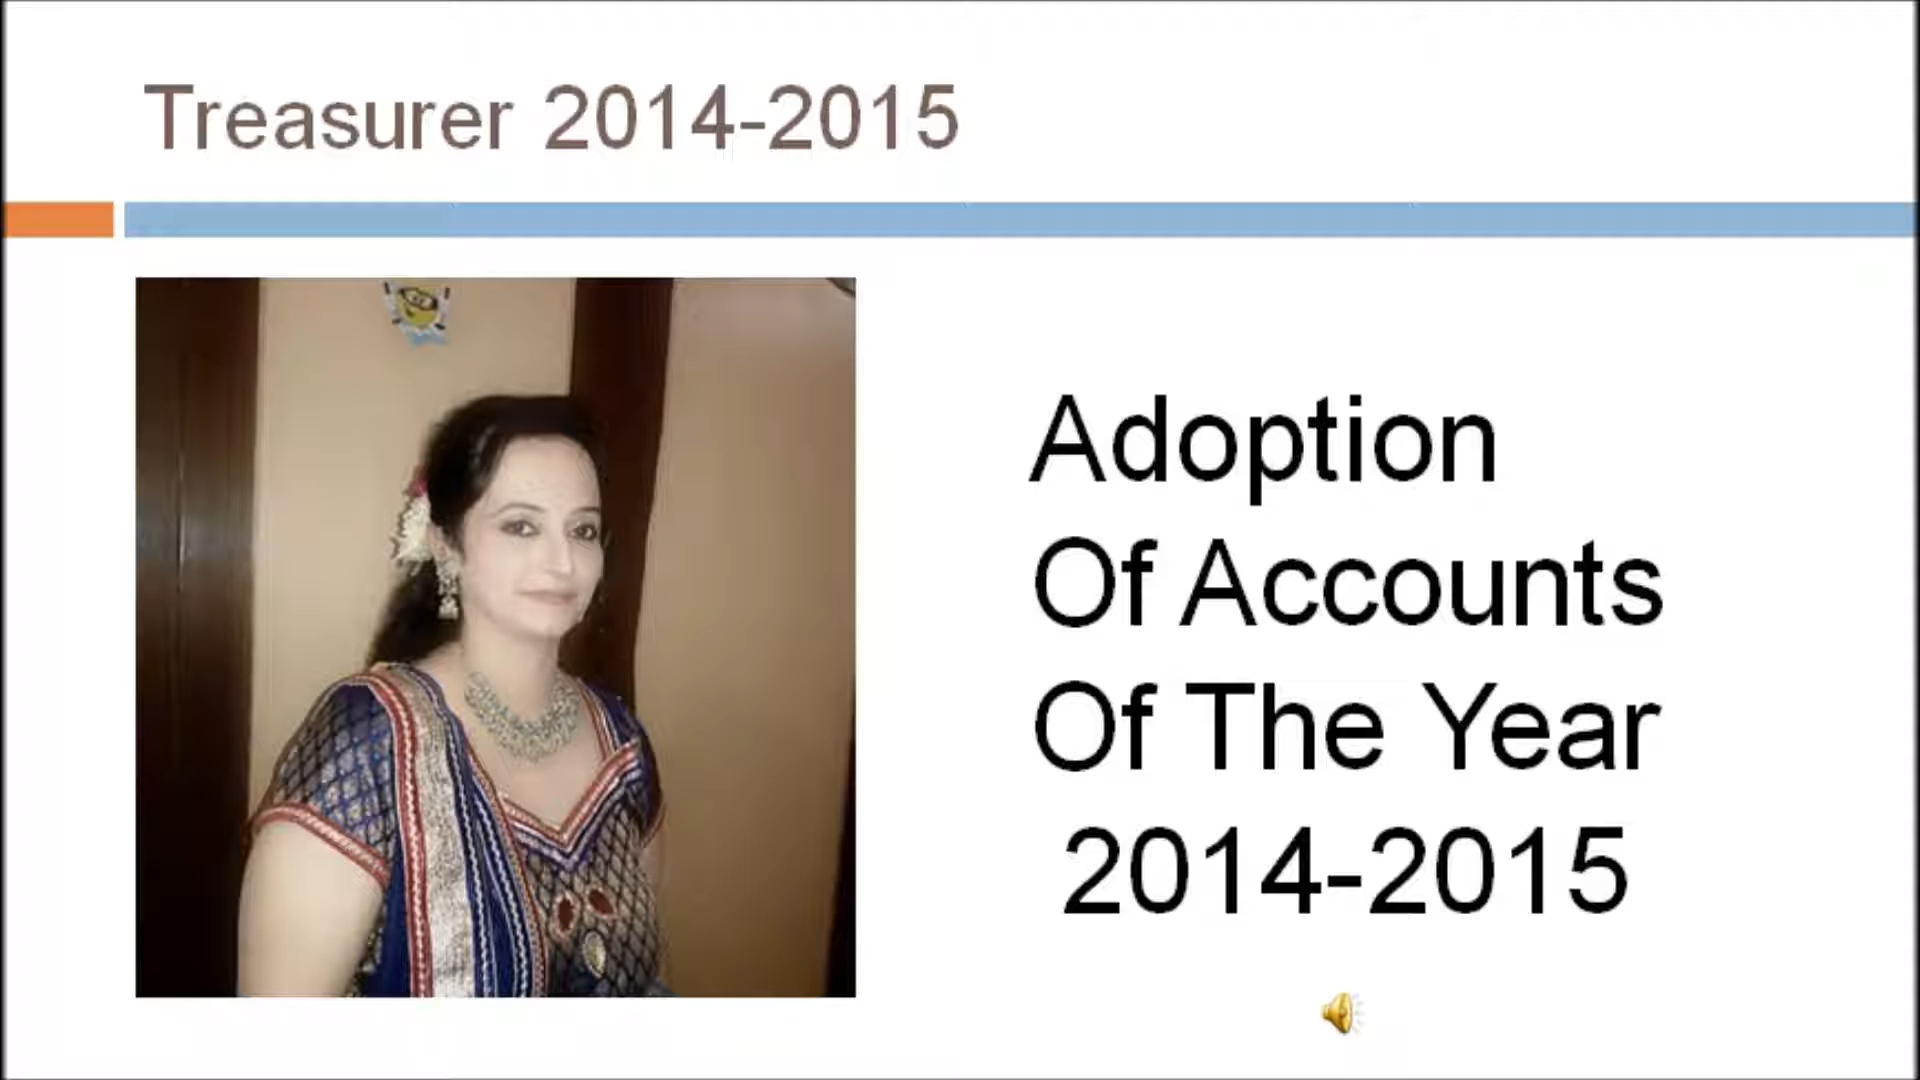 Treasurer 2014-2015
Adoption
Of Accounts
Of The Year
2014-2015